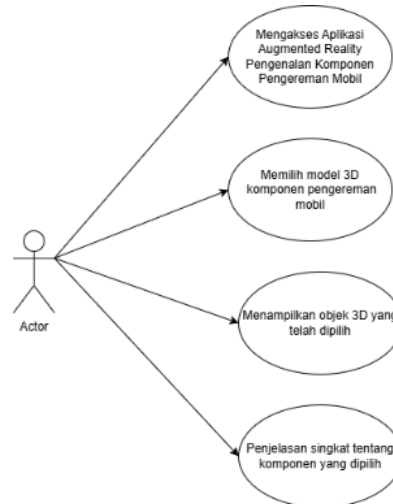 Mengakses Aplikasi
Augmented Reality
Pengenalan Komponen
Pengereman Mobil
Memilih model 3D
komponen pengereman
mobil
Actor
Menampilkan objek 3D yang
telah dipilih
Penjelasan singkat tentang
komponen yang dipilih